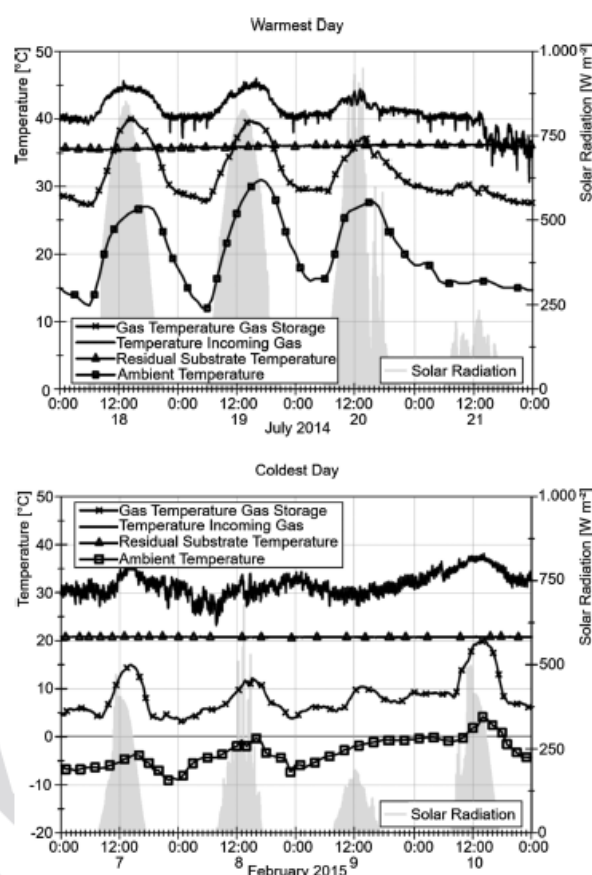 Warmest Day
Temperature [°C]
50
40
30
20
10
0
Solar Radiation [W m⁻²]
1.000
750
500
250
0
Gas Temperature Gas Storage
Temperature Incoming Gas
Residual Substrate Temperature
Ambient Temperature
Solar Radiation
0:00 12:00 0:00 12:00 0:00 12:00 0:00 12:00 0:00
18 19 20 21
July 2014
Coldest Day
Temperature [°C]
50
40
30
20
10
0
-10
-20
Solar Radiation [W m⁻²]
1.000
750
500
250
0
Gas Temperature Gas Storage
Temperature Incoming Gas
Residual Substrate Temperature
Ambient Temperature
Solar Radiation
0:00 12:00 0:00 12:00 0:00 12:00 0:00 12:00 0:00
7 8 9 10
February 2015